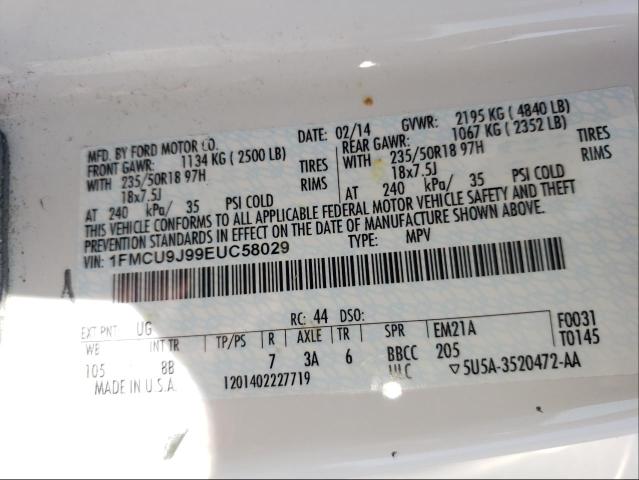 MFD. BY FORD MOTOR CO.
DATE: 02/14 GVWR: 2195 KG ( 4840 LB)
FRONT GAWR: 1134 KG ( 2500 LB) REAR GAWR: 1067 KG ( 2352 LB)
WITH 235/50R18 97H TIRES WITH 235/50R18 97H TIRES
18x7.5J RIMS 18x7.5J RIMS
AT 240 kPa/ 35 PSI COLD AT 240 kPa/ 35 PSI COLD
THIS VEHICLE CONFORMS TO ALL APPLICABLE FEDERAL MOTOR VEHICLE SAFETY AND THEFT
PREVENTION STANDARDS IN EFFECT ON THE DATE OF MANUFACTURE SHOWN ABOVE.
VIN: 1FMCU9J99EUC58029 TYPE: MPV
EXT PNT: UG RC: 44 DSO:
WB INT TR TP/PS R AXLE TR SPR EM21A F0031
105 8B 7 3A 6 BBCC 205 T0145
MADE IN U.S.A. 1201402227719 ULC ▽5U5A-3520472-AA